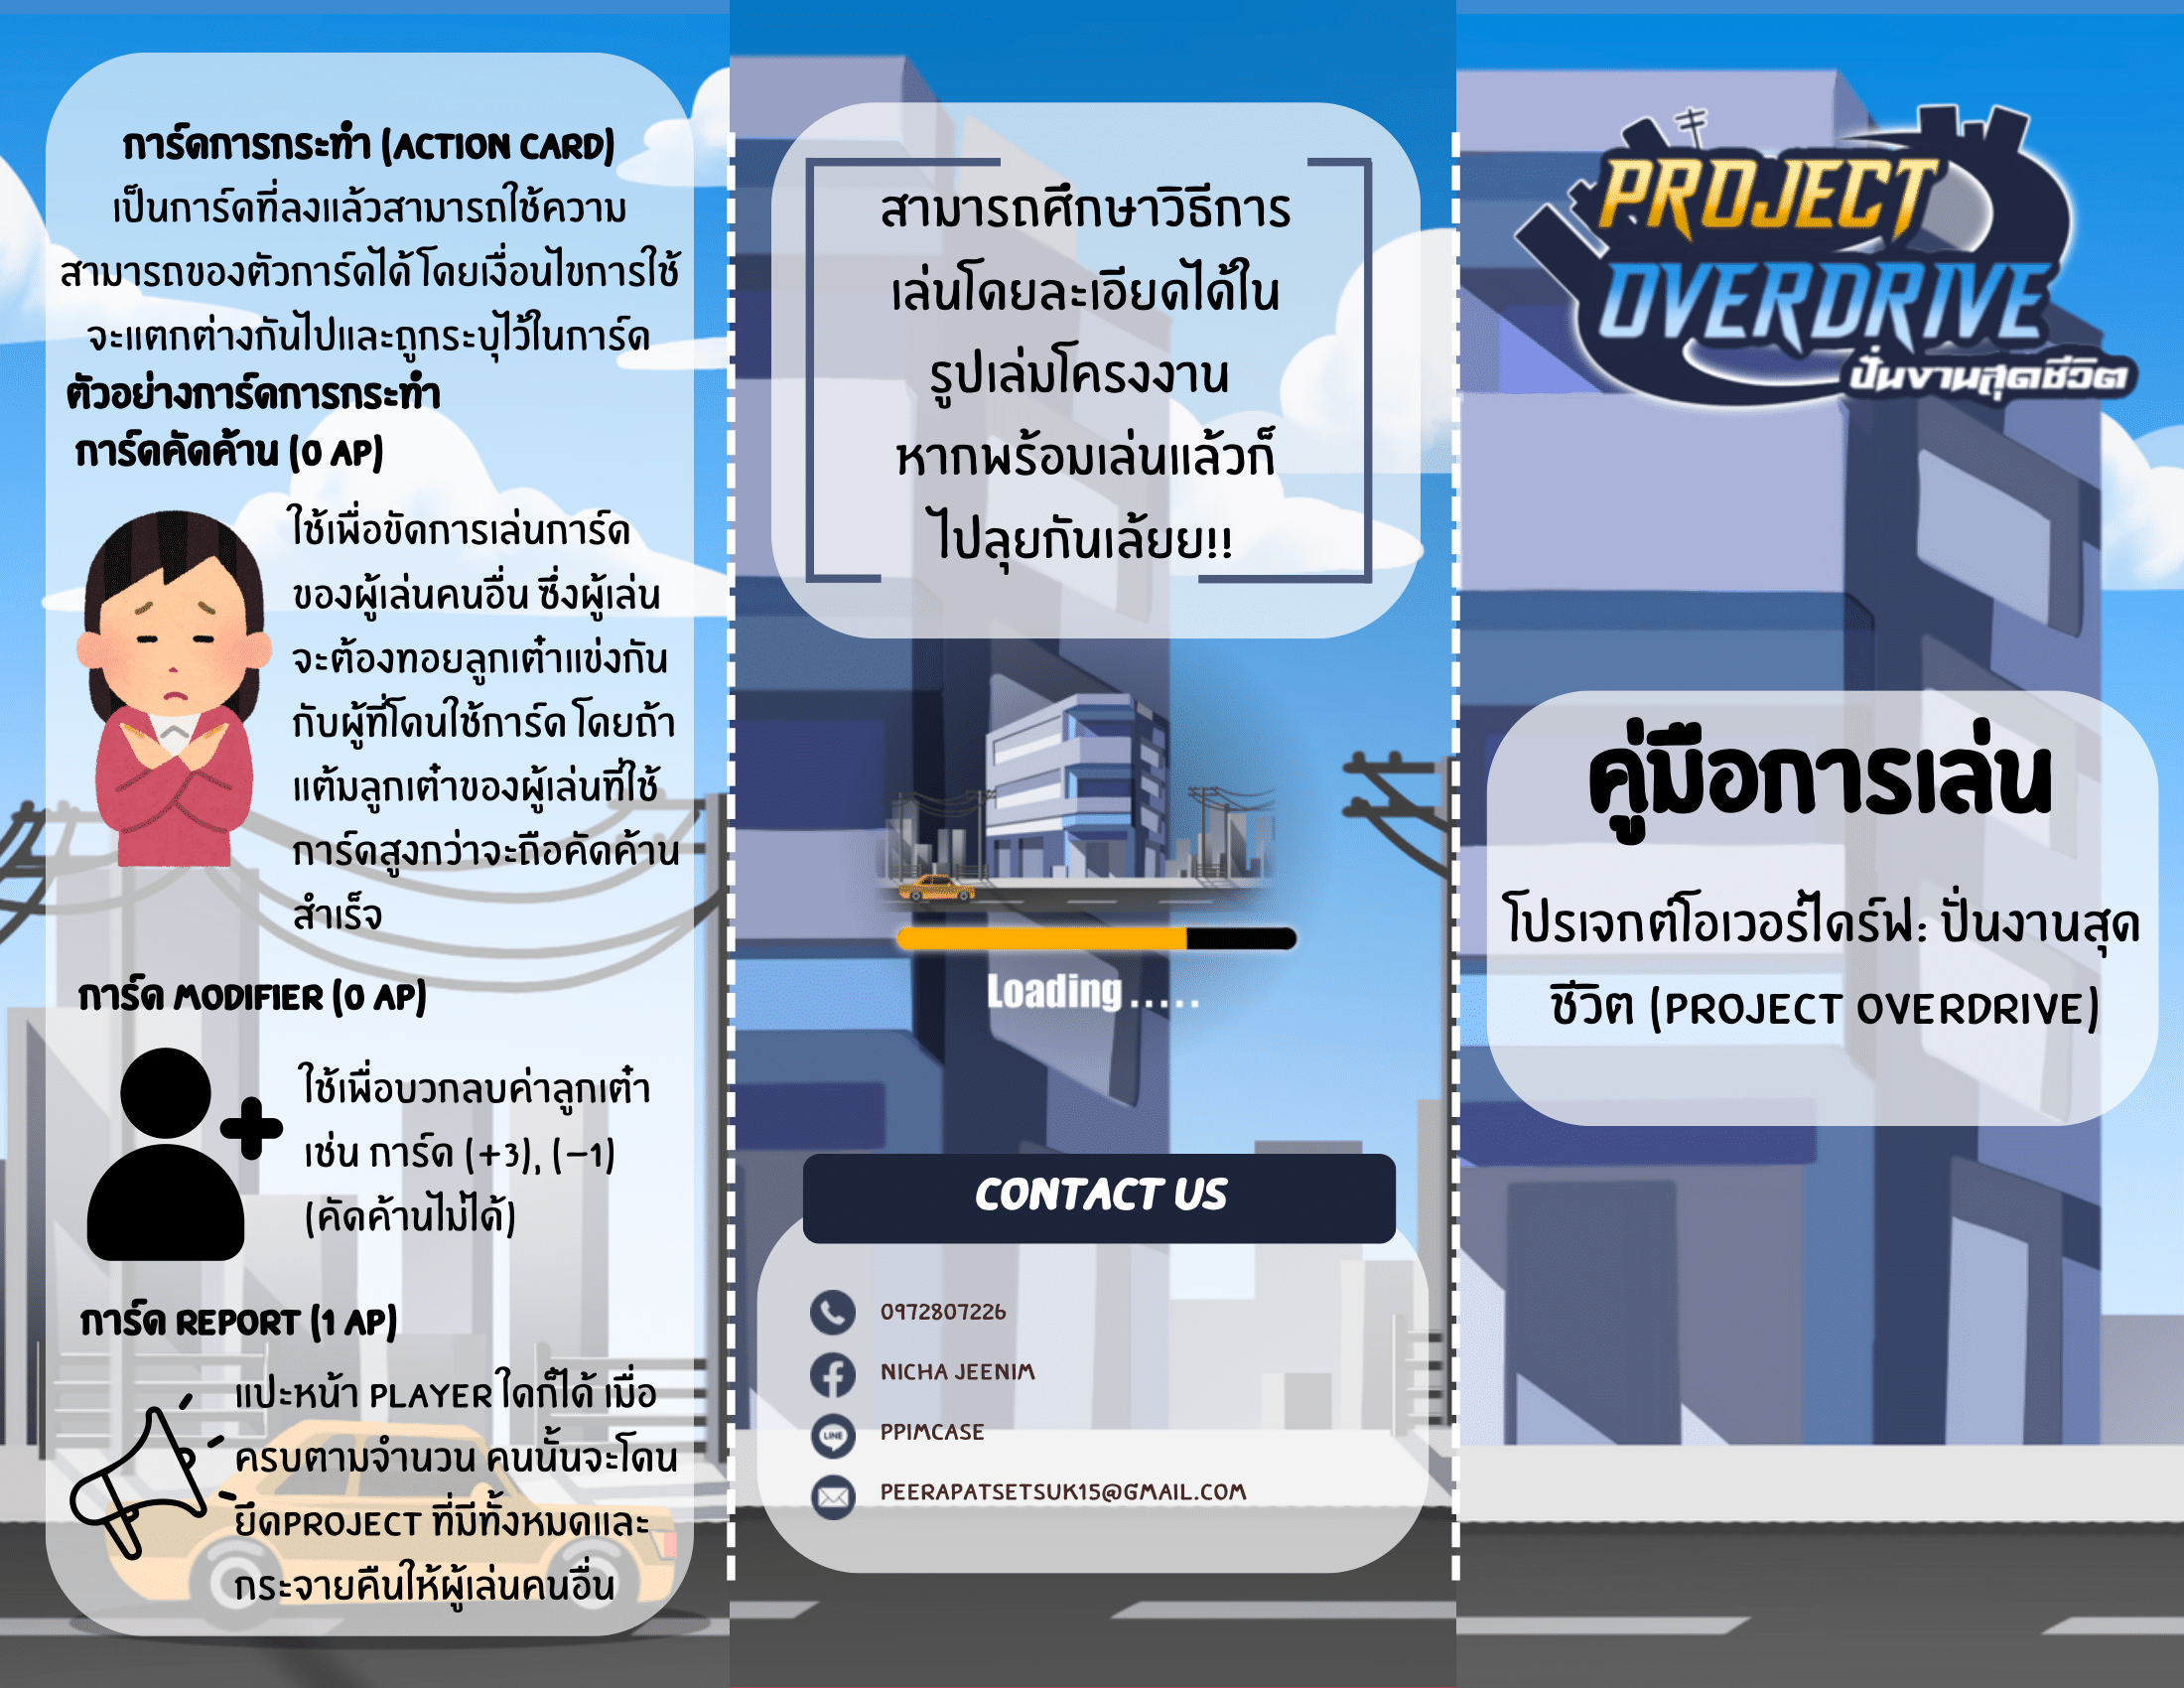 การ์ดการกระทำ (ACTION CARD)
เป็นการ์ดที่ลงแล้วสามารถใช้ความ
สามารถของตัวการ์ดได้ โดยเงื่อนไขการใช้
จะแตกต่างกันไปและถูกระบุไว้ในการ์ด
ตัวอย่างการ์ดการกระทำ
การ์ดคัดค้าน (0 AP)
ใช้เพื่อขัดการเล่นการ์ด
ของผู้เล่นคนอื่น ซึ่งผู้เล่น
จะต้องทอยลูกเต๋าแข่งกัน
กับผู้ที่โดนใช้การ์ด โดยถ้า
แต้มลูกเต๋าของผู้เล่นที่ใช้
การ์ดสูงกว่าจะถือคัดค้าน
สำเร็จ
การ์ด MODIFIER (0 AP)
ใช้เพื่อบวกลบค่าลูกเต๋า
เช่น การ์ด (+3), (-1)
(คัดค้านไม่ได้)
การ์ด REPORT (1 AP)
แปะหน้า PLAYER ใดก็ได้ เมื่อ
ครบตามจำนวน คนนั้นจะโดน
ยึดPROJECT ที่มีทั้งหมดและ
กระจายคืนให้ผู้เล่นคนอื่น
สามารถศึกษาวิธีการ
เล่นโดยละเอียดได้ใน
รูปเล่มโครงงาน
หากพร้อมเล่นแล้วก็
ไปลุยกันเล้ยย!!
Loading .....
CONTACT US
0972807226
NICHA JEENIM
LINE
PPIMCASE
PEERAPATSETSUK15@GMAIL.COM
PROJECT
OVERDRIVE
ปั่นงานสุดชีวิต
คู่มือการเล่น
โปรเจกต์โอเวอร์ไดร์ฟ: ปั่นงานสุด
ชีวิต (PROJECT OVERDRIVE)